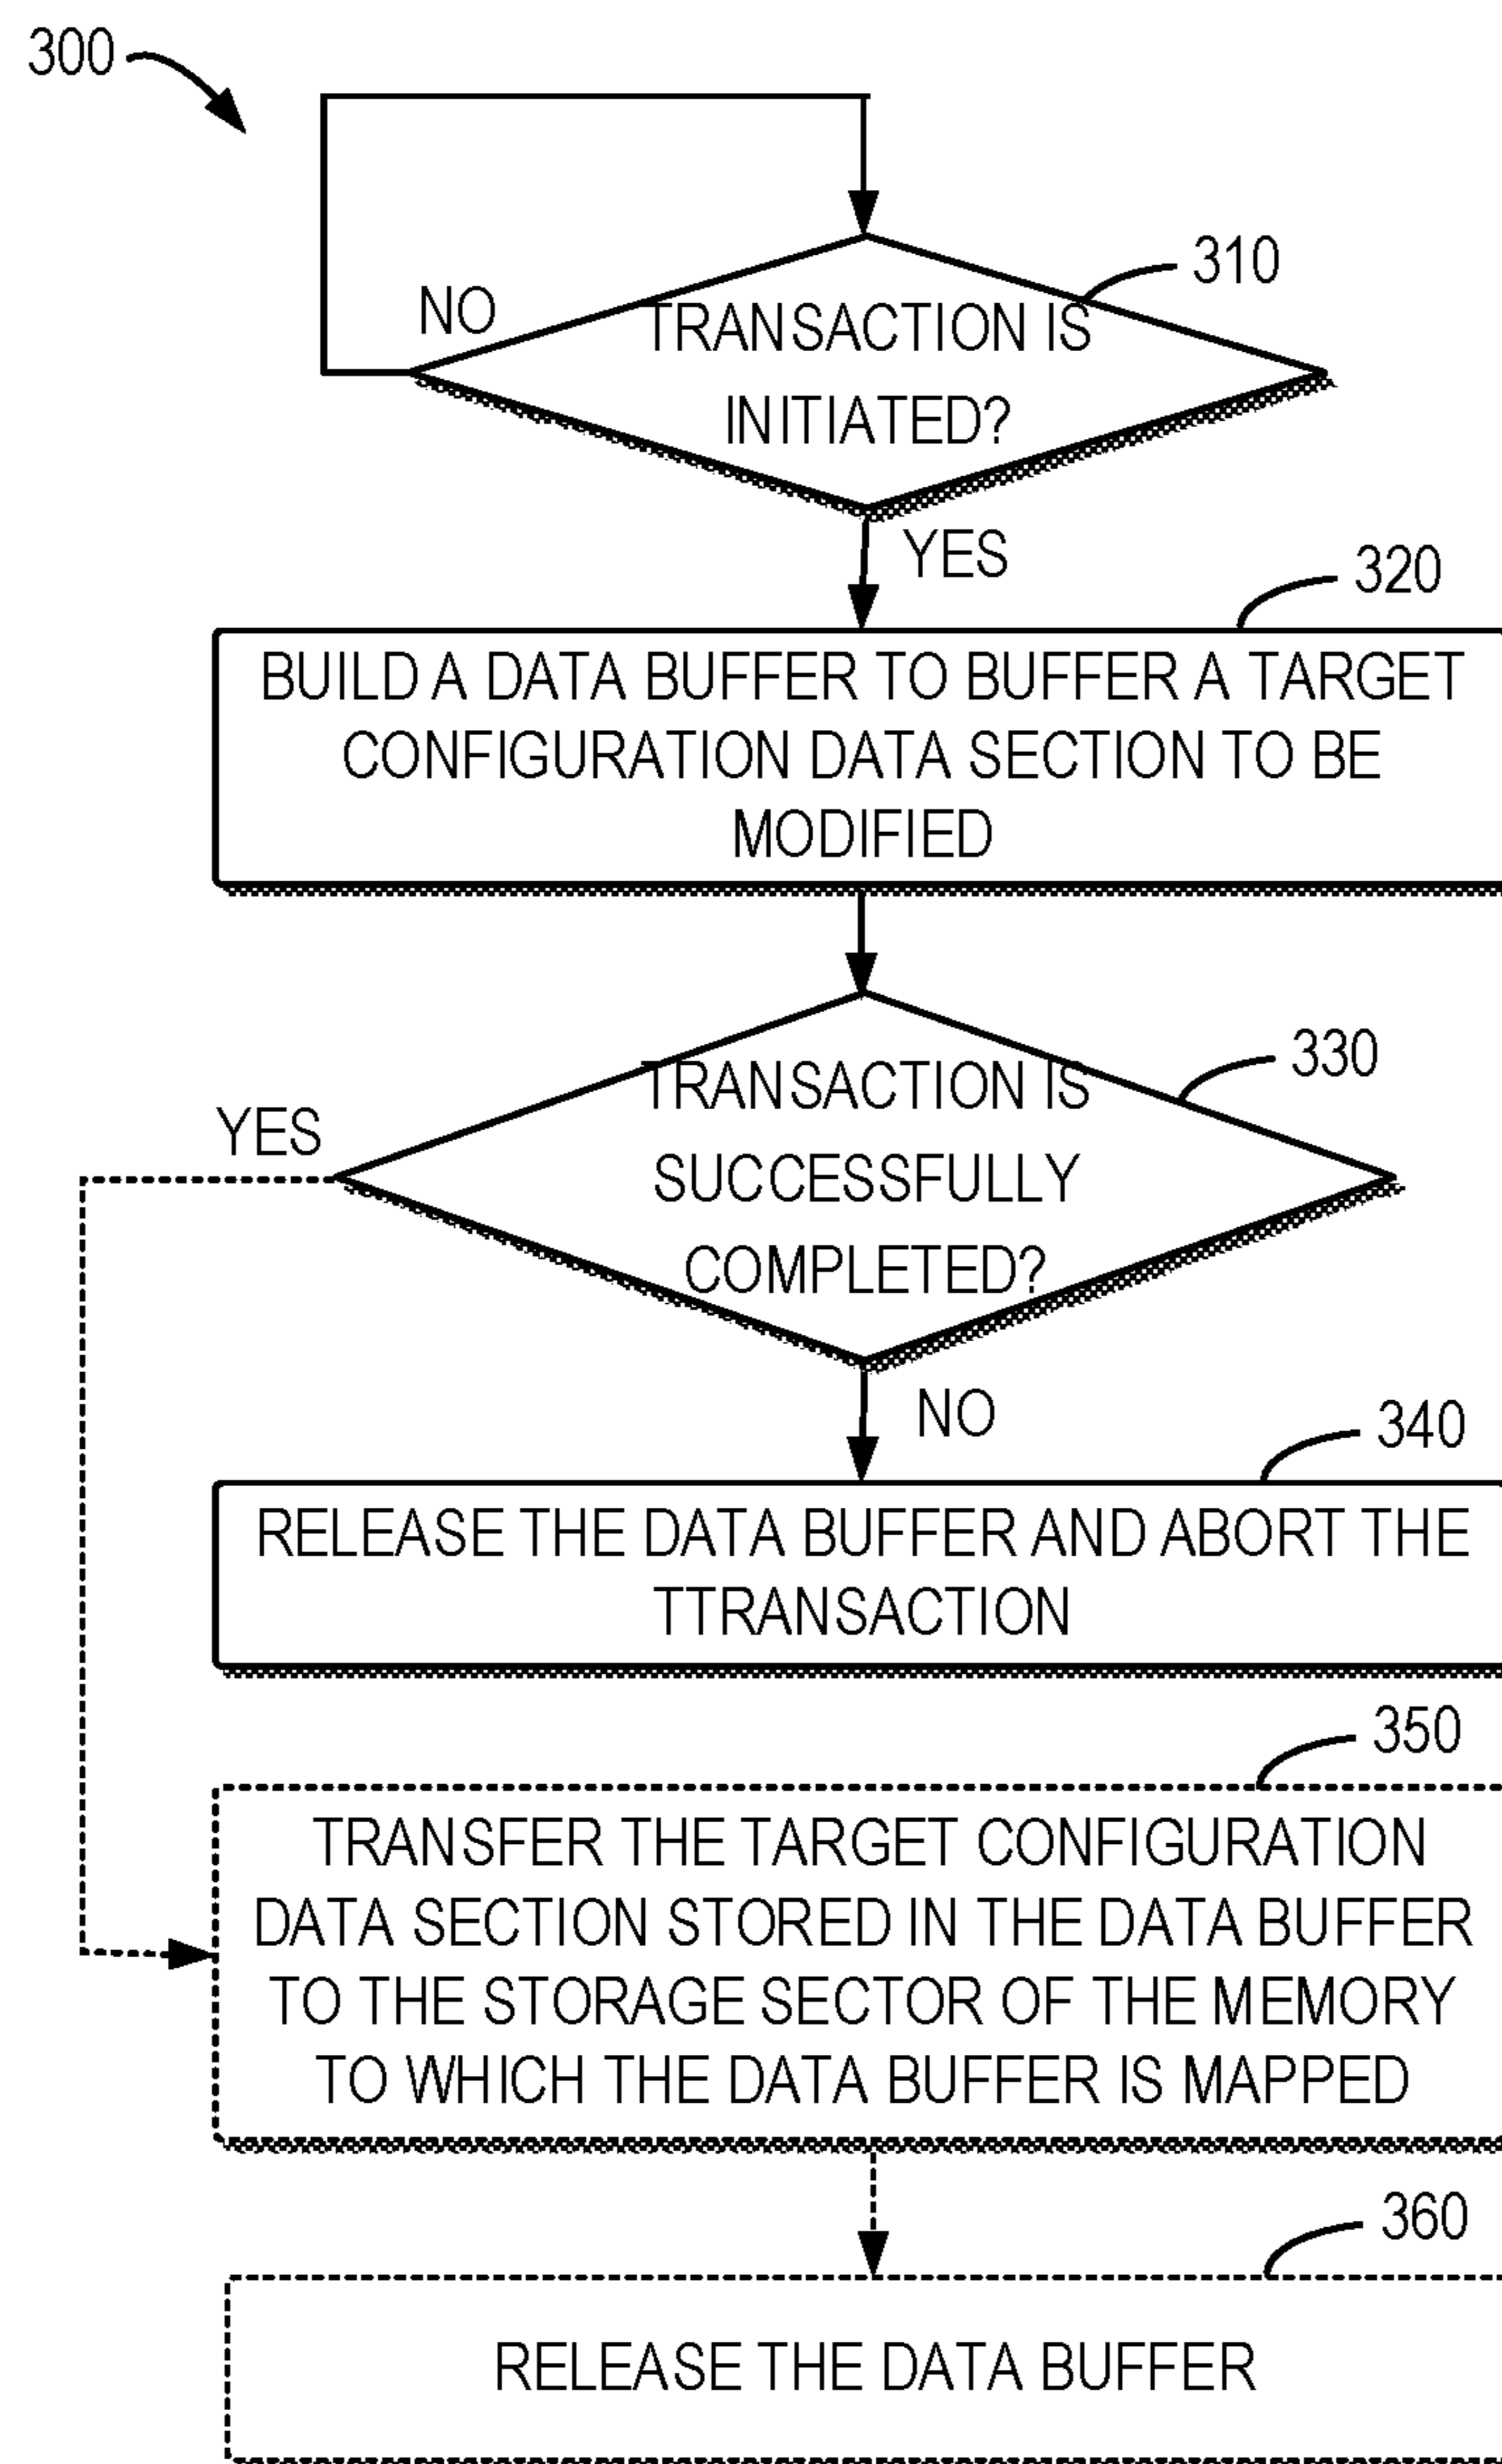 300
310
NO
TRANSACTION IS
INITIATED?
YES
320
BUILD A DATA BUFFER TO BUFFER A TARGET
CONFIGURATION DATA SECTION TO BE
MODIFIED
330
TRANSACTION IS
YES
SUCCESSFULLY
COMPLETED?
NO
340
RELEASE THE DATA BUFFER AND ABORT THE
TTRANSACTION
350
TRANSFER THE TARGET CONFIGURATION
DATA SECTION STORED IN THE DATA BUFFER
TO THE STORAGE SECTOR OF THE MEMORY
TO WHICH THE DATA BUFFER IS MAPPED
360
RELEASE THE DATA BUFFER